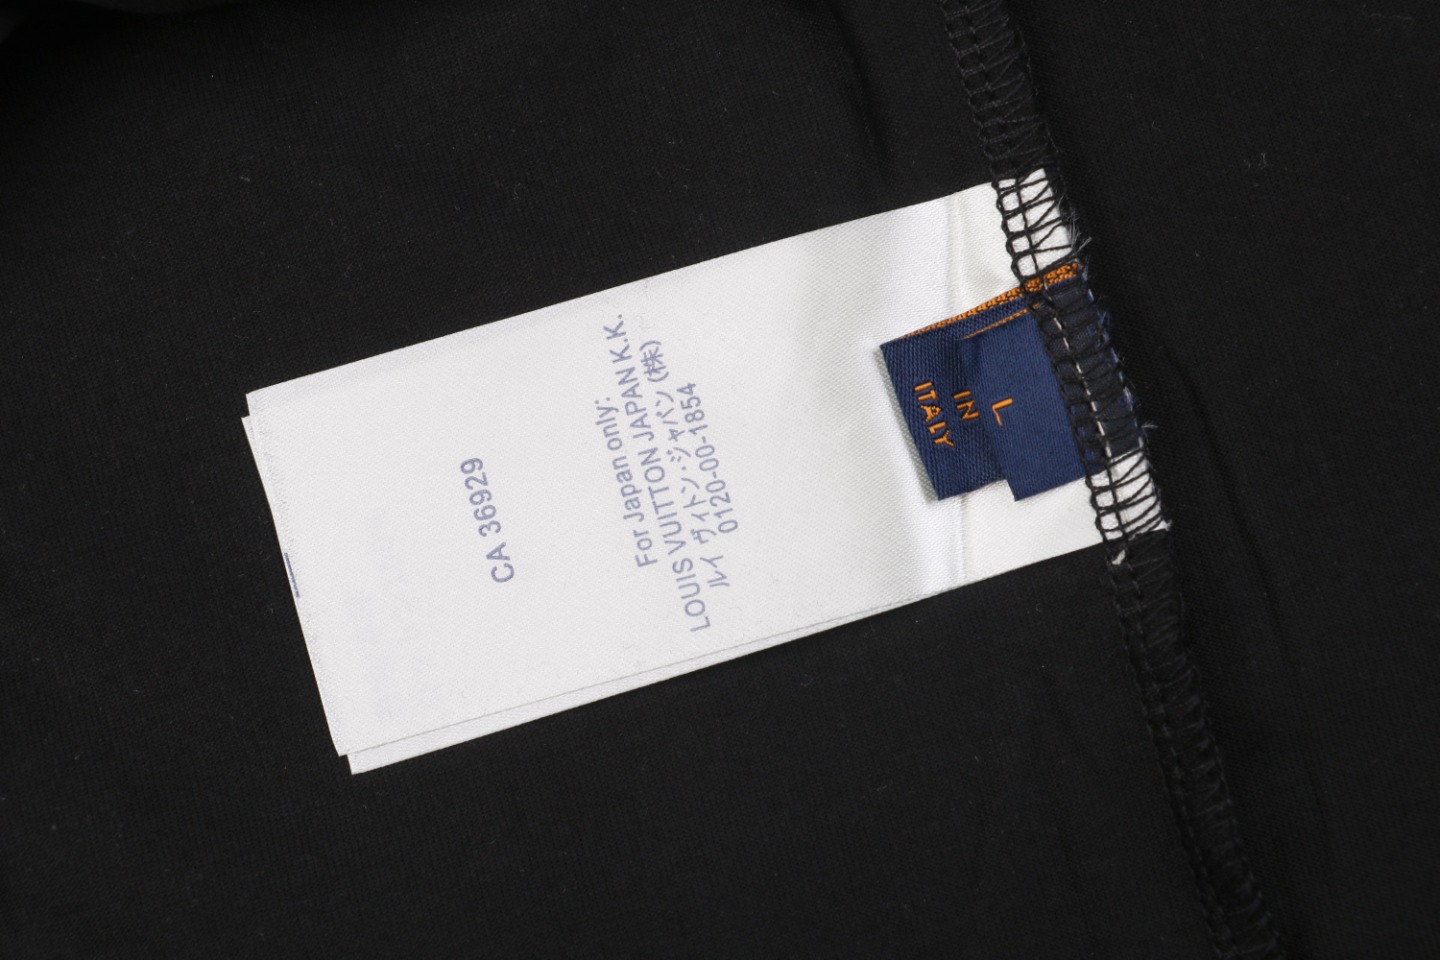 CA 36929
For Japan only:
LOUIS VUITTON JAPAN K.K.
ルイ ヴィトン・ジャパン (株)
0120-00-1854
L
IN
ITALY